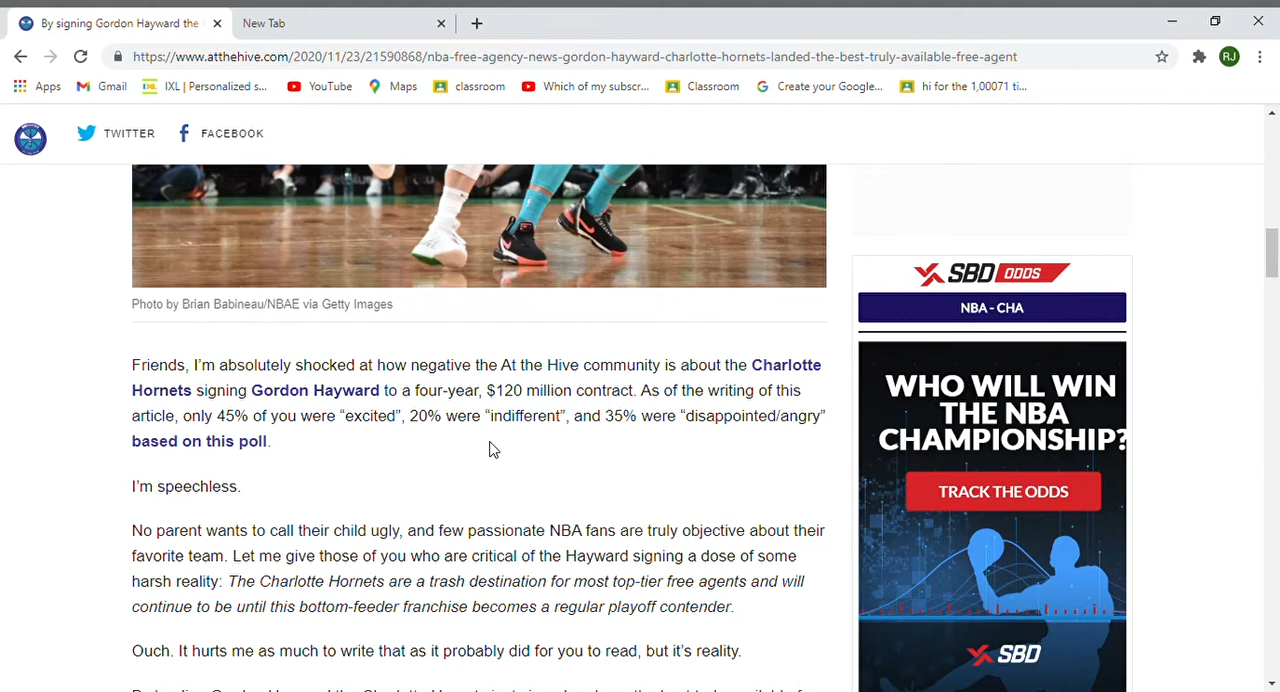 By signing Gordon Hayward the
New Tab
https://www.atthehive.com/2020/11/23/21590868/nba-free-agency-news-gordon-hayward-charlotte-hornets-landed-the-best-truly-available-free-agent
RJ
Apps
Gmail
IXL | Personalized s...
YouTube
Maps
classroom
Which of my subscr...
Classroom
Create your Google...
hi for the 1,00071 ti...
TWITTER
FACEBOOK
Photo by Brian Babineau/NBAE via Getty Images
Friends, I’m absolutely shocked at how negative the At the Hive community is about the Charlotte
Hornets signing Gordon Hayward to a four-year, $120 million contract. As of the writing of this
article, only 45% of you were “excited”, 20% were “indifferent”, and 35% were “disappointed/angry”
based on this poll.
I’m speechless.
No parent wants to call their child ugly, and few passionate NBA fans are truly objective about their
favorite team. Let me give those of you who are critical of the Hayward signing a dose of some
harsh reality: The Charlotte Hornets are a trash destination for most top-tier free agents and will
continue to be until this bottom-feeder franchise becomes a regular playoff contender.
Ouch. It hurts me as much to write that as it probably did for you to read, but it’s reality.
SBD ODDS
NBA - CHA
WHO WILL WIN
THE NBA
CHAMPIONSHIP?
TRACK THE ODDS
SBD